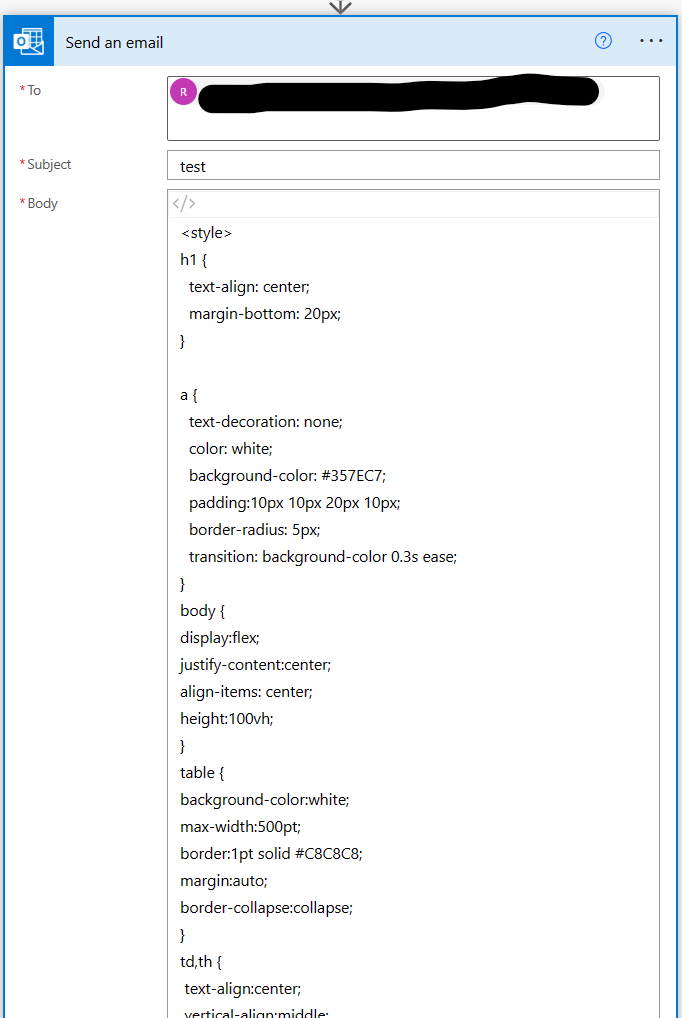 Send an email
* To
R
* Subject
test
* Body
</>
<style>
h1 {
  text-align: center;
  margin-bottom: 20px;
}
a {
  text-decoration: none;
  color: white;
  background-color: #357EC7;
  padding:10px 10px 20px 10px;
  border-radius: 5px;
  transition: background-color 0.3s ease;
}
body {
display:flex;
justify-content:center;
align-items: center;
height:100vh;
}
table {
background-color:white;
max-width:500pt;
border:1pt solid #C8C8C8;
margin:auto;
border-collapse:collapse;
}
td,th {
 text-align:center;
 vertical-align:middle;